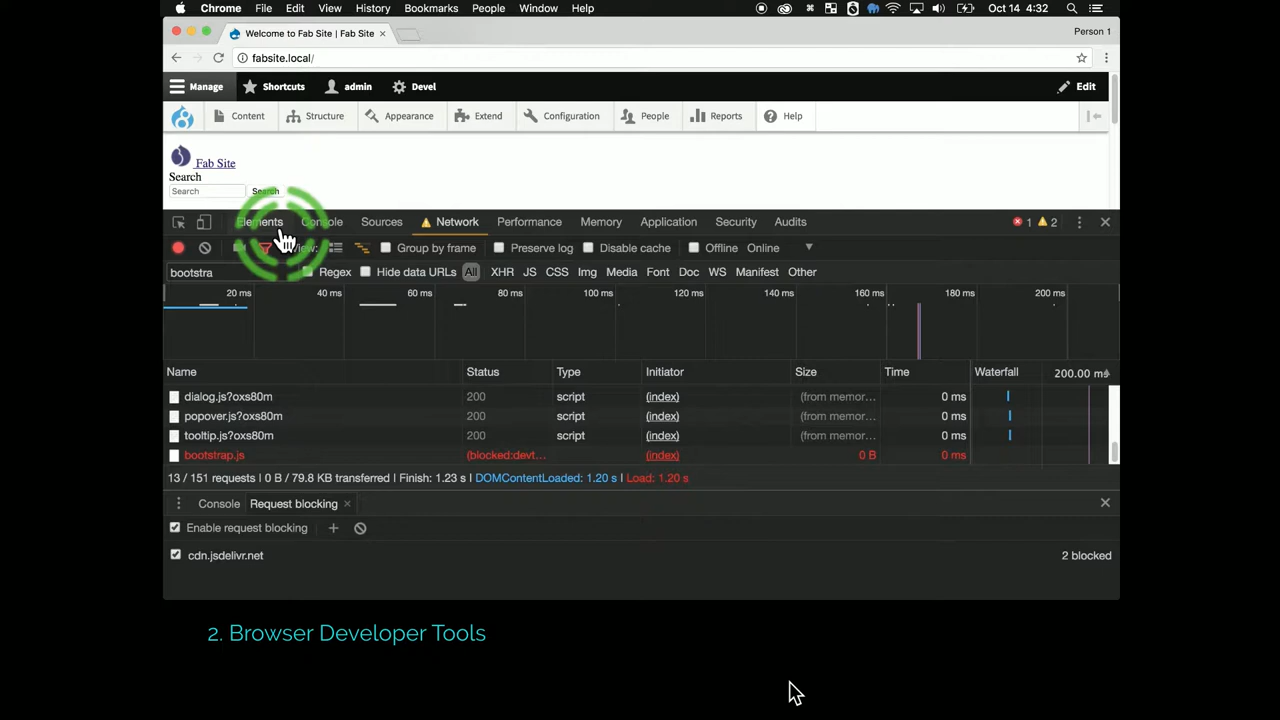 Chrome File Edit View History Bookmarks People Window Help Oct 14 4:32
Welcome to Fab Site | Fab Site Person 1
fabsite.local/
Manage Shortcuts admin Devel Edit
Content Structure Appearance Extend Configuration People Reports Help
Fab Site
Search
Search Search
Elements Console Sources Network Performance Memory Application Security Audits 1 2
View: Group by frame Preserve log Disable cache Offline Online
bootstra Regex Hide data URLs All XHR JS CSS Img Media Font Doc WS Manifest Other
20 ms 40 ms 60 ms 80 ms 100 ms 120 ms 140 ms 160 ms 180 ms 200 ms
Name Status Type Initiator Size Time Waterfall 200.00 ms
dialog.js?oxs80m 200 script (index) (from memor... 0 ms
popover.js?oxs80m 200 script (index) (from memor... 0 ms
tooltip.js?oxs80m 200 script (index) (from memor... 0 ms
bootstrap.js (blocked:devt... (index) 0 B 0 ms
13 / 151 requests | 0 B / 79.8 KB transferred | Finish: 1.23 s | DOMContentLoaded: 1.20 s | Load: 1.20 s
Console Request blocking
Enable request blocking
cdn.jsdelivr.net 2 blocked
2. Browser Developer Tools